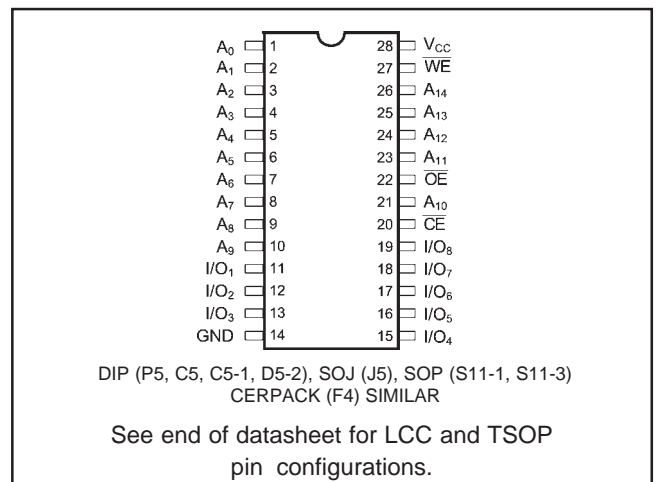 A₀ 1 28 V_CC
A₁ 2 27 W̅E̅
A₂ 3 26 A₁₄
A₃ 4 25 A₁₃
A₄ 5 24 A₁₂
A₅ 6 23 A₁₁
A₆ 7 22 O̅E̅
A₇ 8 21 A₁₀
A₈ 9 20 C̅E̅
A₉ 10 19 I/O₈
I/O₁ 11 18 I/O₇
I/O₂ 12 17 I/O₆
I/O₃ 13 16 I/O₅
GND 14 15 I/O₄
DIP (P5, C5, C5-1, D5-2), SOJ (J5), SOP (S11-1, S11-3)
CERPACK (F4) SIMILAR
See end of datasheet for LCC and TSOP
pin configurations.